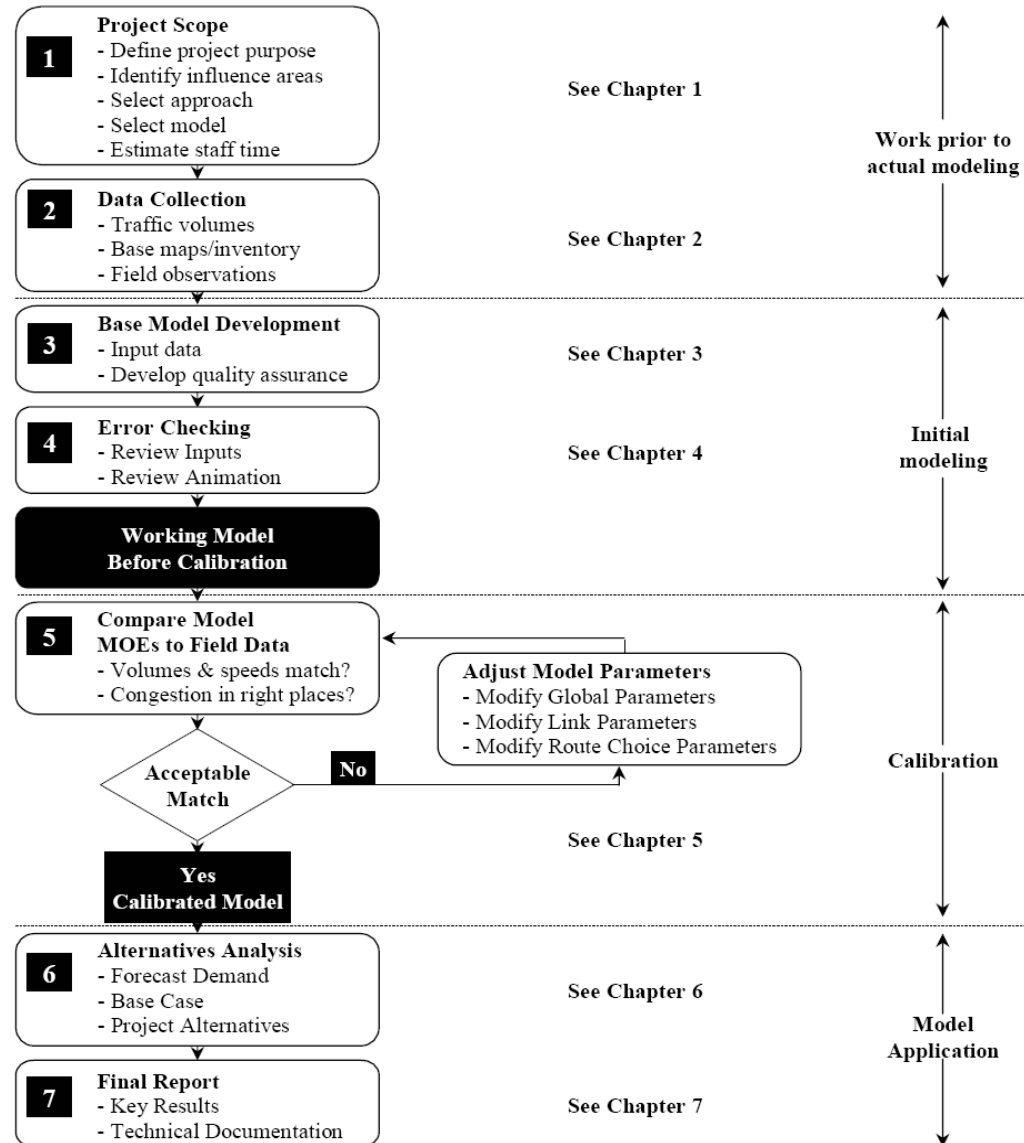 1
Project Scope
- Define project purpose
- Identify influence areas
- Select approach
- Select model
- Estimate staff time
See Chapter 1
Work prior to
actual modeling
2
Data Collection
- Traffic volumes
- Base maps/inventory
- Field observations
See Chapter 2
3
Base Model Development
- Input data
- Develop quality assurance
See Chapter 3
4
Error Checking
- Review Inputs
- Review Animation
See Chapter 4
Initial
modeling
Working Model
Before Calibration
5
Compare Model
MOEs to Field Data
- Volumes & speeds match?
- Congestion in right places?
Adjust Model Parameters
- Modify Global Parameters
- Modify Link Parameters
- Modify Route Choice Parameters
Calibration
Acceptable
Match
No
See Chapter 5
Yes
Calibrated Model
6
Alternatives Analysis
- Forecast Demand
- Base Case
- Project Alternatives
See Chapter 6
Model
Application
7
Final Report
- Key Results
- Technical Documentation
See Chapter 7